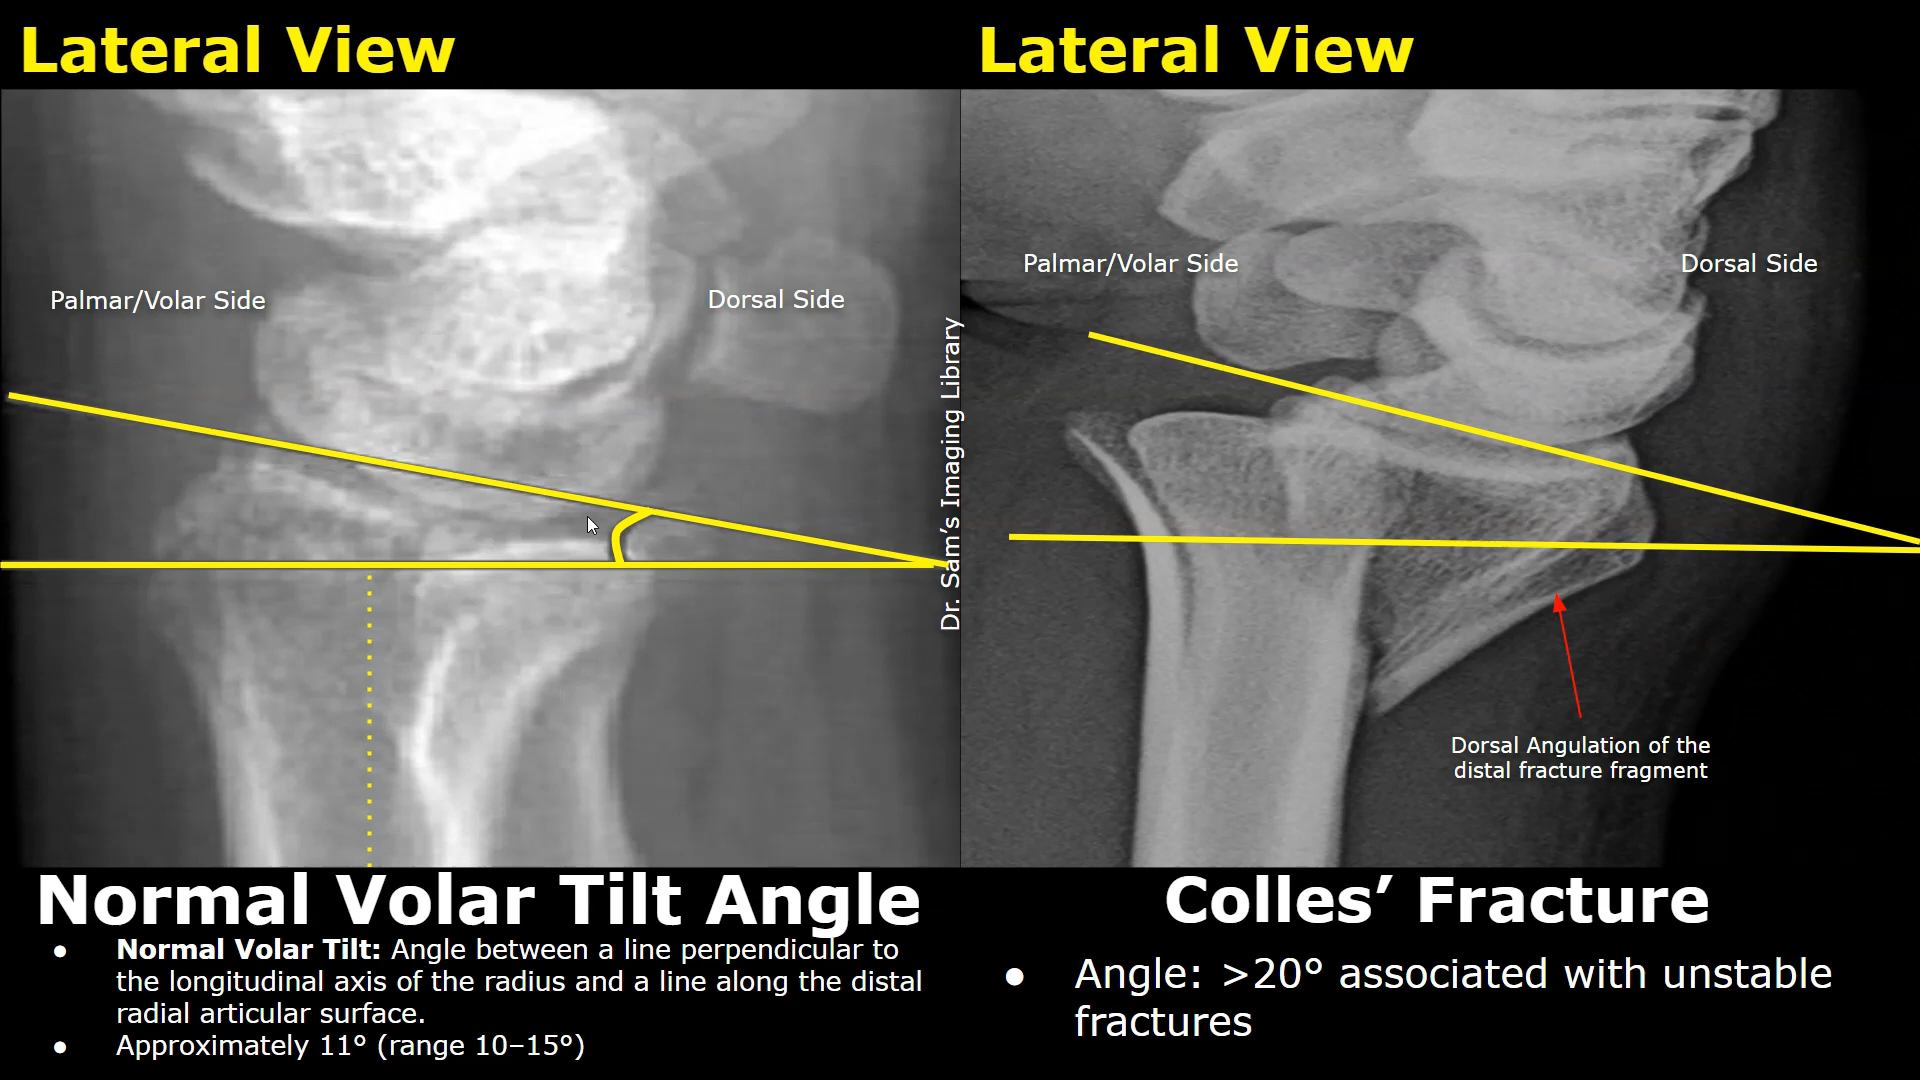 Lateral View
Palmar/Volar Side
Dorsal Side
Dr. Sam’s Imaging Library
Normal Volar Tilt Angle
● Normal Volar Tilt: Angle between a line perpendicular to
the longitudinal axis of the radius and a line along the distal
radial articular surface.
● Approximately 11° (range 10–15°)
Lateral View
Palmar/Volar Side
Dorsal Side
Dorsal Angulation of the
distal fracture fragment
Colles’ Fracture
● Angle: >20° associated with unstable
fractures